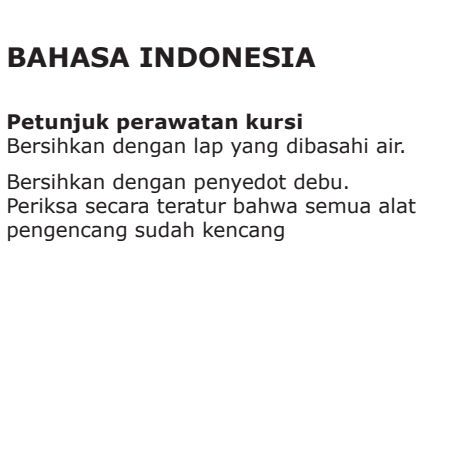 BAHASA INDONESIA
Petunjuk perawatan kursi
Bersihkan dengan lap yang dibasahi air.
Bersihkan dengan penyedot debu.
Periksa secara teratur bahwa semua alat
pengencang sudah kencang